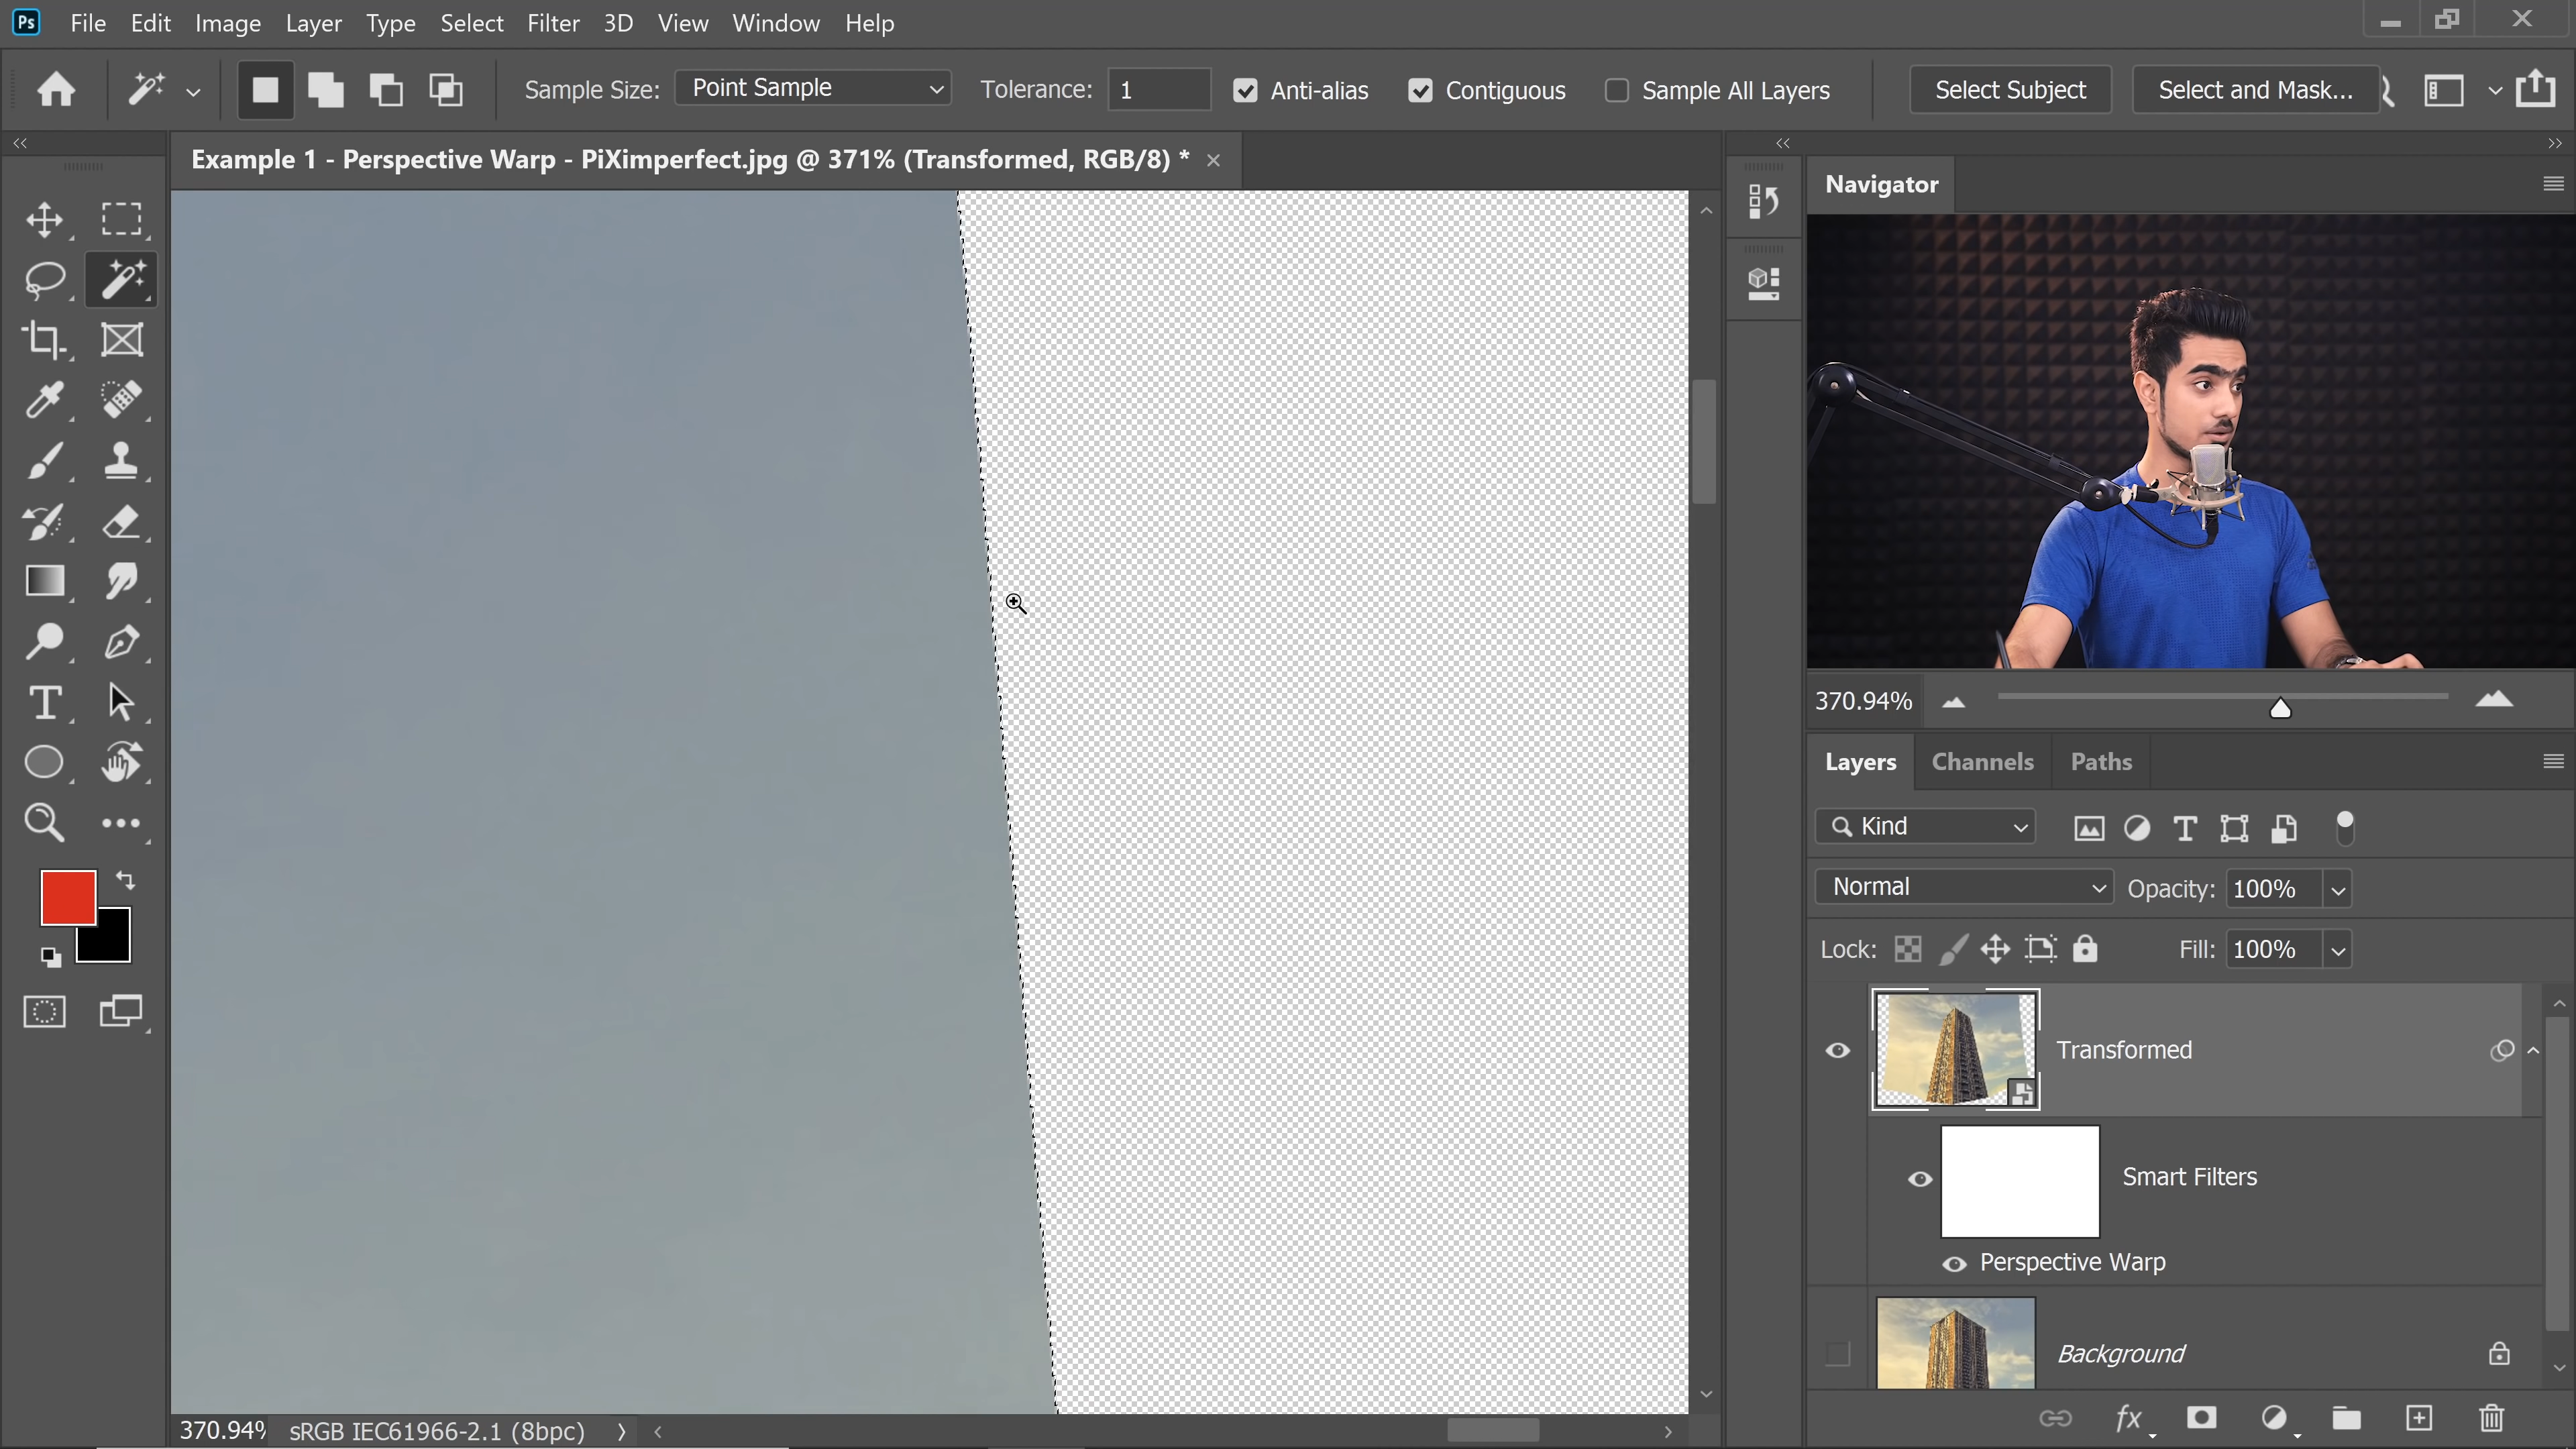 Ps File Edit Image Layer Type Select Filter 3D View Window Help
Sample Size: Point Sample Tolerance: 1 Anti-alias Contiguous Sample All Layers Select Subject Select and Mask...
Example 1 - Perspective Warp - PiXimperfect.jpg @ 371% (Transformed, RGB/8) *
Navigator
370.94%
Layers Channels Paths
Kind
Normal Opacity: 100%
Lock: Fill: 100%
Transformed
Smart Filters
Perspective Warp
Background
fx
370.94% sRGB IEC61966-2.1 (8bpc)